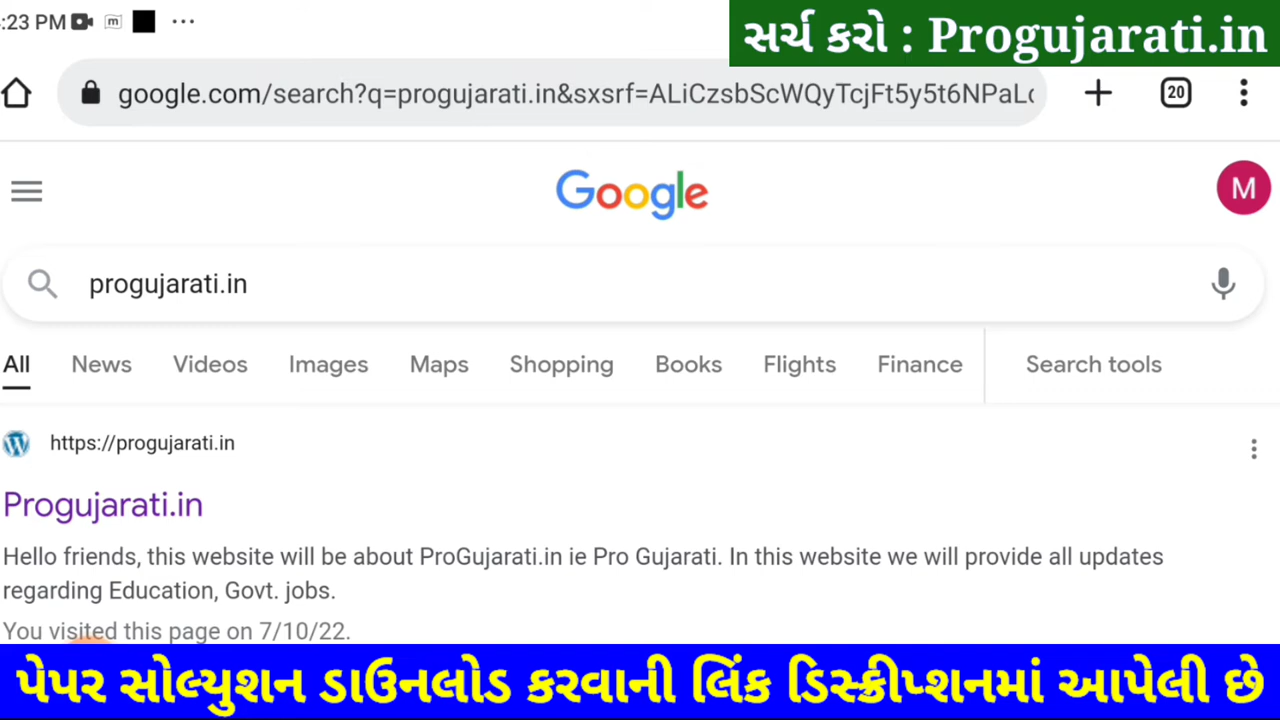 :23 PM
સર્ચ કરો : Progujarati.in
google.com/search?q=progujarati.in&sxsrf=ALiCzsbScWQyTcjFt5y5t6NPaLc
20
Google
M
progujarati.in
All News Videos Images Maps Shopping Books Flights Finance Search tools
https://progujarati.in
Progujarati.in
Hello friends, this website will be about ProGujarati.in ie Pro Gujarati. In this website we will provide all updates
regarding Education, Govt. jobs.
You visited this page on 7/10/22.
પેપર સોલ્યુશન ડાઉનલોડ કરવાની લિંક ડિસ્ક્રીપ્શનમાં આપેલી છે